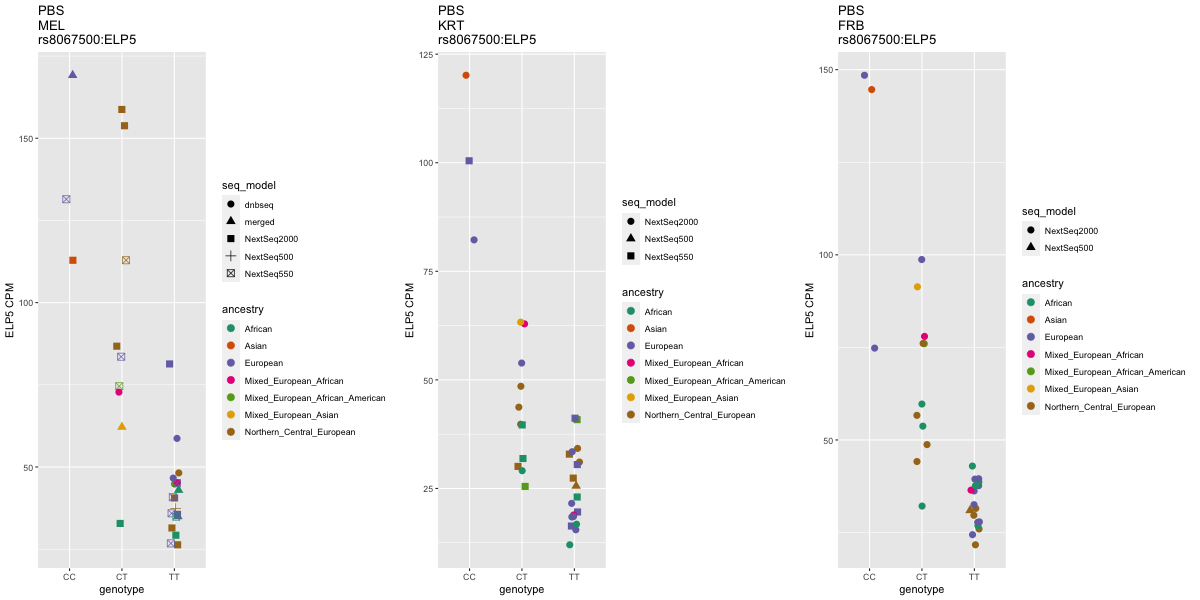 PBS
MEL
rs8067500:ELP5
150
100
50
ELP5 CPM
CC
CT
TT
genotype
seq_model
dnbseq
merged
NextSeq2000
NextSeq500
NextSeq550
ancestry
African
Asian
European
Mixed_European_African
Mixed_European_African_American
Mixed_European_Asian
Northern_Central_European
PBS
KRT
rs8067500:ELP5
125
100
75
50
25
ELP5 CPM
CC
CT
TT
genotype
seq_model
NextSeq2000
NextSeq500
NextSeq550
ancestry
African
Asian
European
Mixed_European_African
Mixed_European_African_American
Mixed_European_Asian
Northern_Central_European
PBS
FRB
rs8067500:ELP5
150
100
50
ELP5 CPM
CC
CT
TT
genotype
seq_model
NextSeq2000
NextSeq500
ancestry
African
Asian
European
Mixed_European_African
Mixed_European_African_American
Mixed_European_Asian
Northern_Central_European